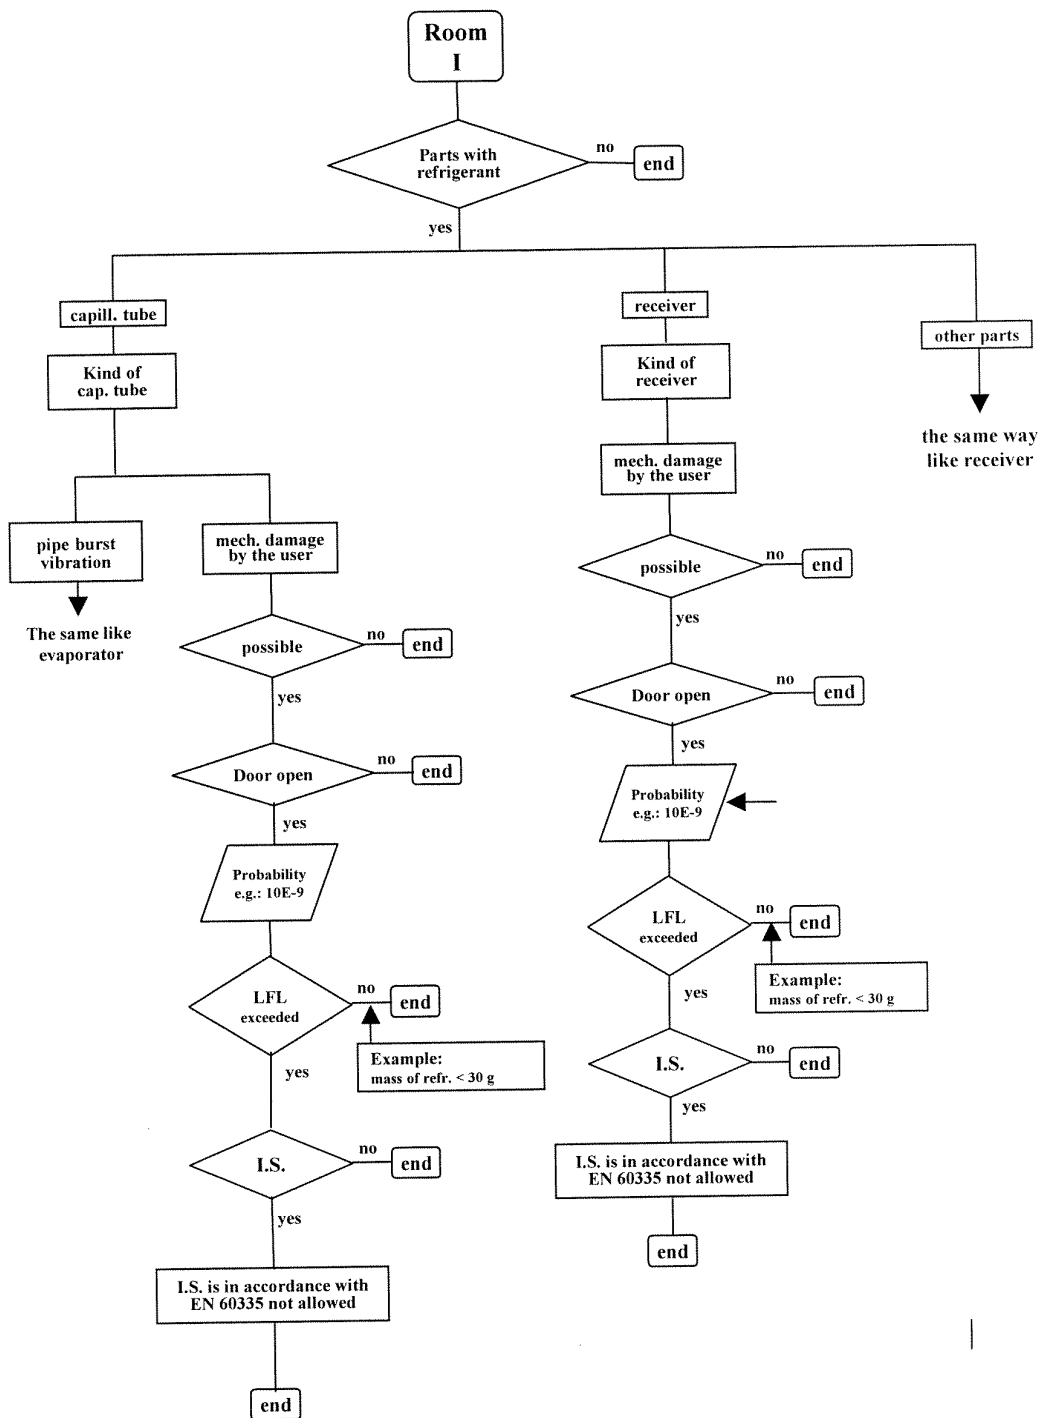 Room
I
Parts with
refrigerant
no
end
yes
capill. tube
Kind of
cap. tube
pipe burst
vibration
The same like
evaporator
mech. damage
by the user
possible
no
end
yes
Door open
no
end
yes
Probability
e.g.: 10E-9
LFL
exceeded
no
end
Example:
mass of refr. < 30 g
yes
I.S.
no
end
yes
I.S. is in accordance with
EN 60335 not allowed
end
receiver
Kind of
receiver
mech. damage
by the user
possible
no
end
yes
Door open
no
end
yes
Probability
e.g.: 10E-9
LFL
exceeded
no
end
Example:
mass of refr. < 30 g
yes
I.S.
no
end
yes
I.S. is in accordance with
EN 60335 not allowed
end
other parts
the same way
like receiver